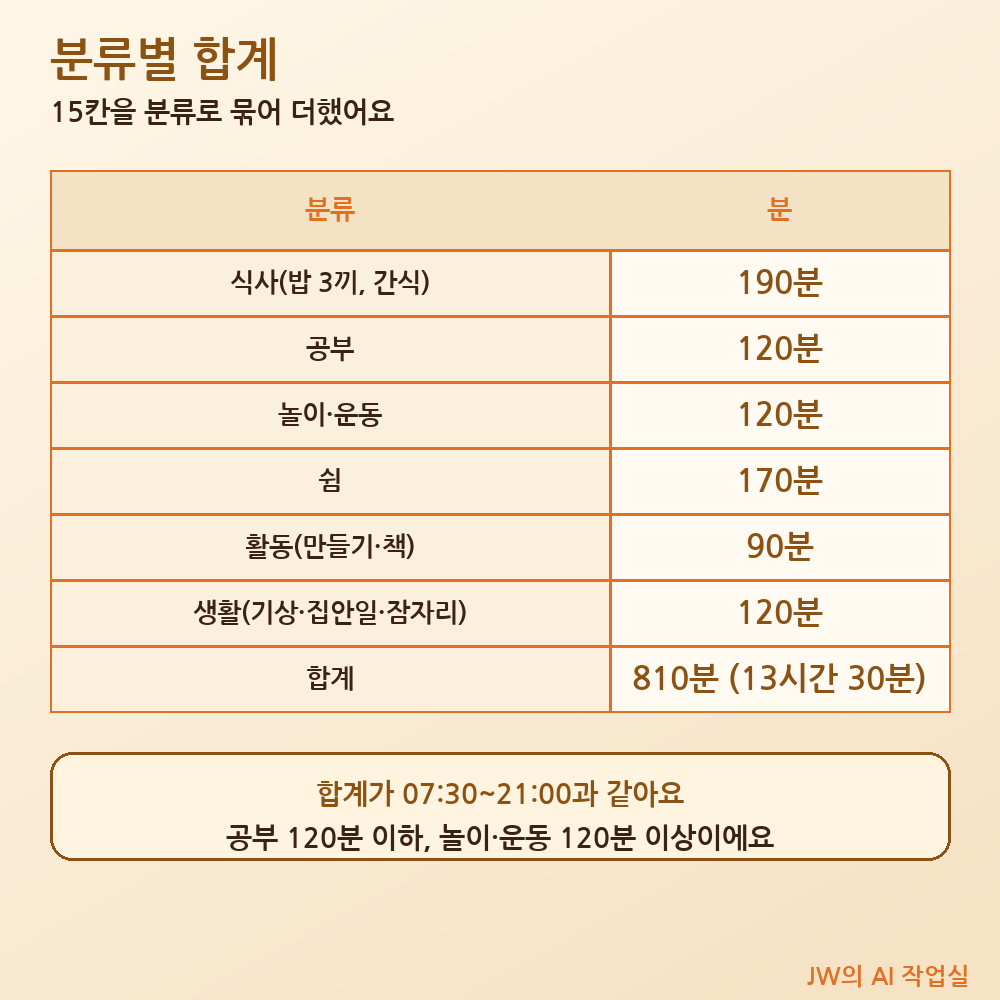 분류별 합계
15칸을 분류로 묶어 더했어요
분류 분
식사(밥 3끼, 간식) 190분
공부 120분
놀이·운동 120분
쉼 170분
활동(만들기·책) 90분
생활(기상·집안일·잠자리) 120분
합계 810분 (13시간 30분)
합계가 07:30~21:00과 같아요
공부 120분 이하, 놀이·운동 120분 이상이에요
JW의 AI 작업실